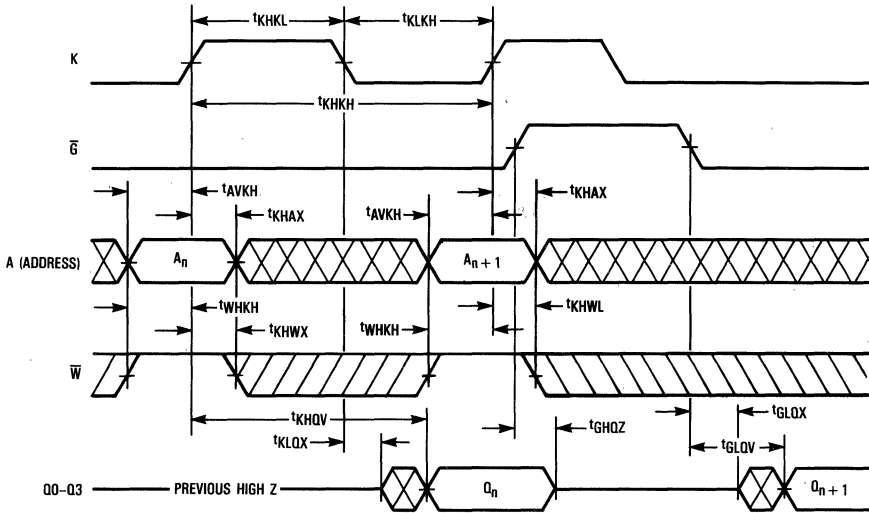 tKHKL
tKLKH
K
tKHKH
G̅
tAVKH
tKHAX
tAVKH
tKHAX
A (ADDRESS)
An
An + 1
tWHKH
tKHWX
tWHKH
tKHWL
W̅
tKHQV
tKLQX
tGHQZ
tGLQX
tGLQV
Q0–Q3
PREVIOUS HIGH Z
Qn
Qn + 1